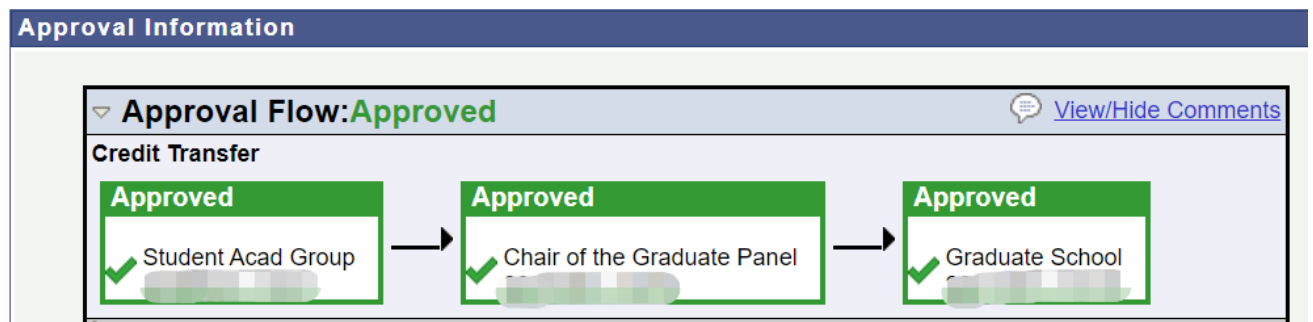 Approval Information
Approval Flow:Approved
View/Hide Comments
Credit Transfer
Approved
Student Acad Group
Approved
Chair of the Graduate Panel
Approved
Graduate School